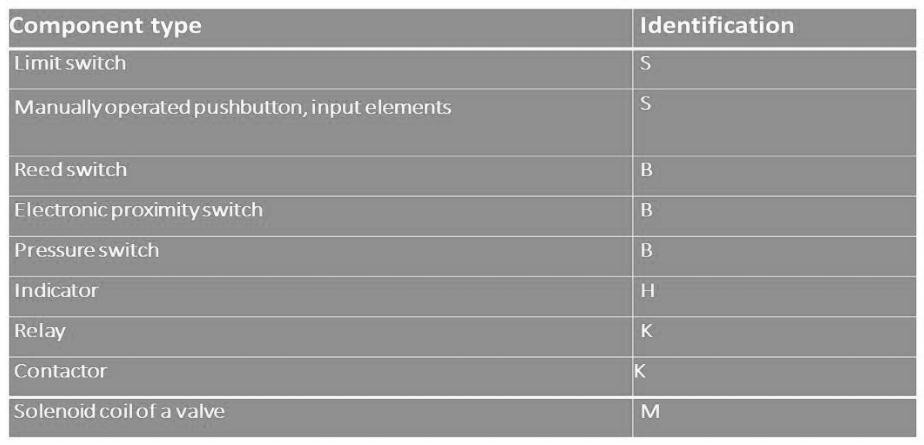 Component type Identification
Limit switch S
Manually operated pushbutton, input elements S
Reed switch B
Electronic proximity switch B
Pressure switch B
Indicator H
Relay K
Contactor K
Solenoid coil of a valve M